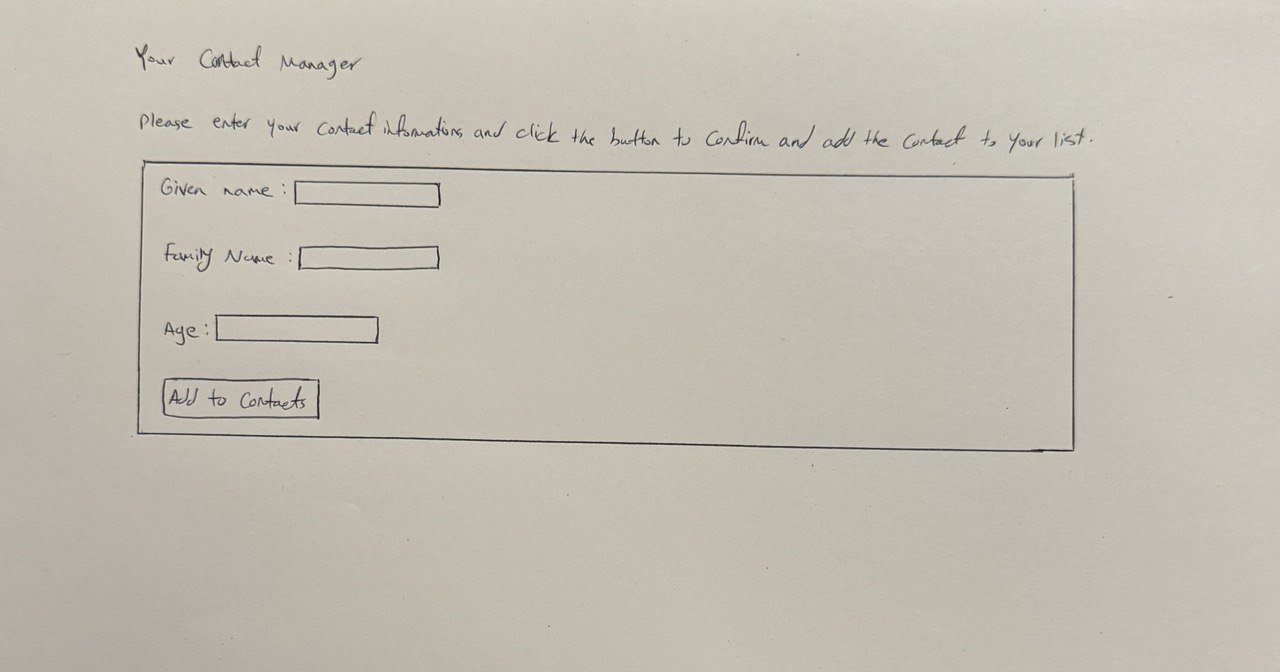 Your Contact Manager
Please enter your contact informations and click the button to confirm and add the contact to your list.
Given name :
Family Name :
Age :
Add to Contacts